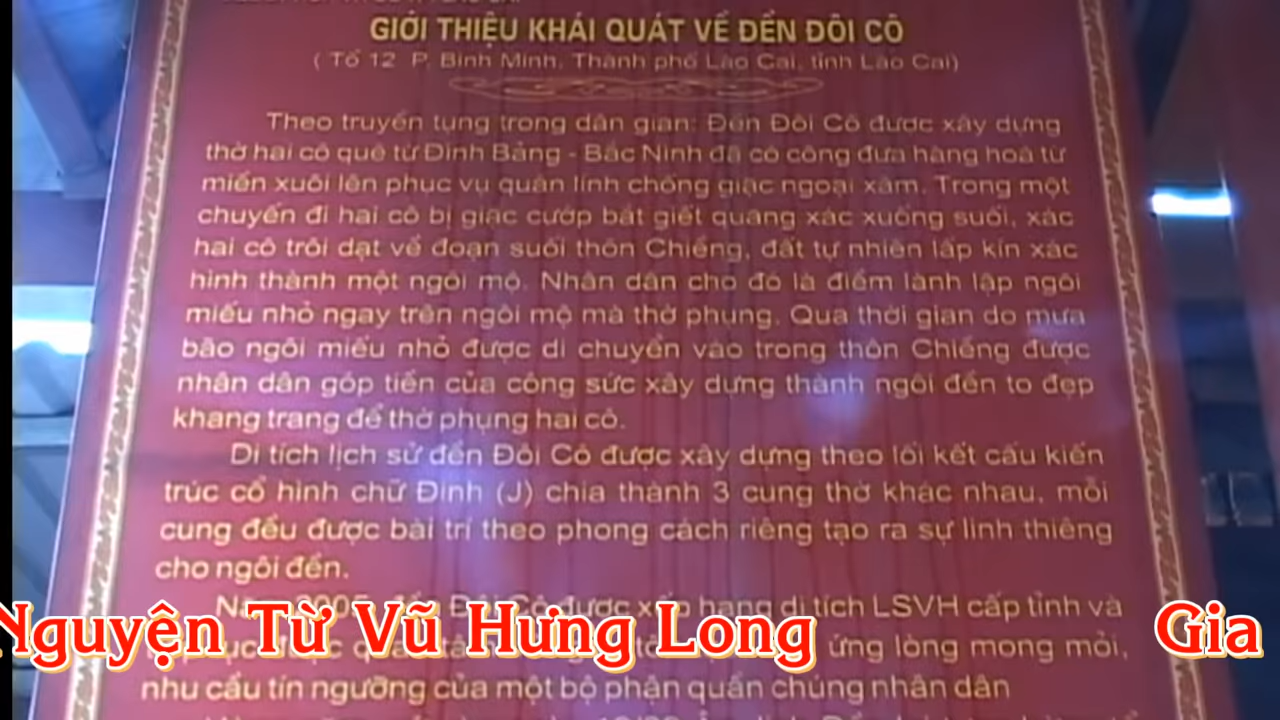 GIỚI THIỆU KHÁI QUÁT VỀ ĐỀN ĐÔI CÔ
( Tổ 12 P. Bình Minh, Thành phố Lào Cai, tỉnh Lào Cai)
Theo truyền tụng trong dân gian: Đền Đôi Cô được xây dựng
thờ hai cô quê từ Đình Bảng - Bắc Ninh đã có công đưa hàng hoá từ
miền xuôi lên phục vụ quân lính chống giặc ngoại xâm. Trong một
chuyến đi hai cô bị giặc cướp bắt giết quăng xác xuống suối, xác
hai cô trôi dạt về đoạn suối thôn Chiềng, đất tự nhiên lấp kín xác
hình thành một ngôi mộ. Nhân dân cho đó là điểm lành lập ngôi
miếu nhỏ ngay trên ngôi mộ mà thờ phụng. Qua thời gian do mưa
bão ngôi miếu nhỏ được di chuyển vào trong thôn Chiềng được
nhân dân góp tiền của công sức xây dựng thành ngôi đền to đẹp
khang trang để thờ phụng hai cô.
Di tích lịch sử đền Đôi Cô được xây dựng theo lối kết cấu kiến
trúc cổ hình chữ Đinh (J) chia thành 3 cung thờ khác nhau, mỗi
cung đều được bài trí theo phong cách riêng tạo ra sự linh thiêng
cho ngôi đền.
Năm 2005, đền Đôi Cô được xếp hạng di tích LSVH cấp tỉnh và
Nguyện Từ Vũ Hưng Long Gia
ứng lòng mong mỏi,
nhu cầu tín ngưỡng của một bộ phận quần chúng nhân dân